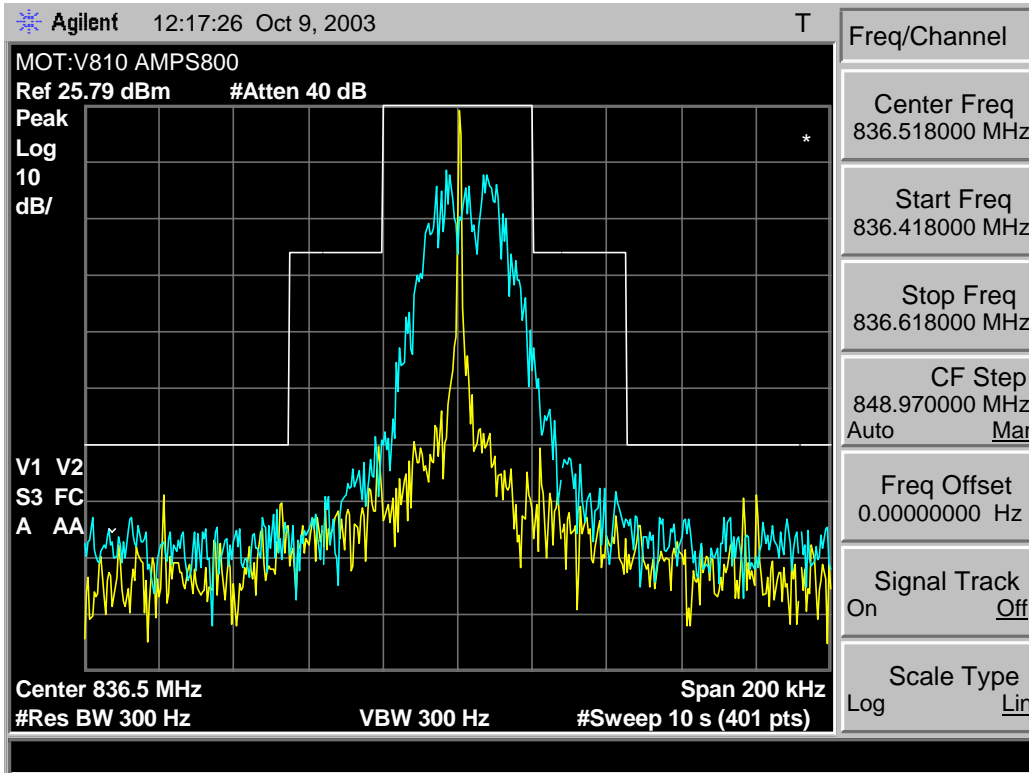 Agilent 12:17:26 Oct 9, 2003 T
MOT:V810 AMPS800
Ref 25.79 dBm #Atten 40 dB
Peak
Log
10
dB/
*
V1 V2
S3 FC
A AA
Center 836.5 MHz Span 200 kHz
#Res BW 300 Hz VBW 300 Hz #Sweep 10 s (401 pts)
Freq/Channel
Center Freq
836.518000 MHz
Start Freq
836.418000 MHz
Stop Freq
836.618000 MHz
CF Step
848.970000 MHz
Auto Man
Freq Offset
0.00000000 Hz
Signal Track
On Off
Scale Type
Log Lin